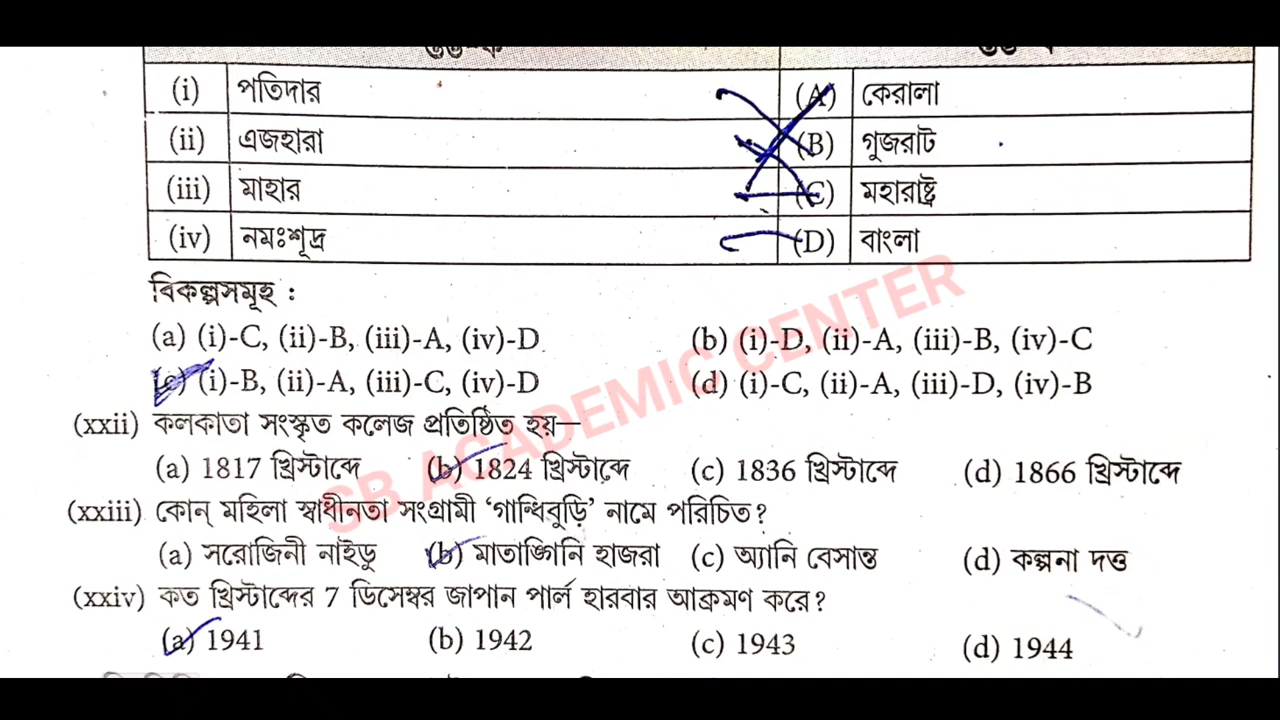 (i) পতিদার (A) কেরালা
(ii) এজহারা (B) গুজরাট
(iii) মাহার (C) মহারাষ্ট্র
(iv) নমঃশূদ্র (D) বাংলা
বিকল্পসমূহ :
(a) (i)-C, (ii)-B, (iii)-A, (iv)-D (b) (i)-D, (ii)-A, (iii)-B, (iv)-C
(c) (i)-B, (ii)-A, (iii)-C, (iv)-D (d) (i)-C, (ii)-A, (iii)-D, (iv)-B
(xxii) কলকাতা সংস্কৃত কলেজ প্রতিষ্ঠিত হয়—
(a) 1817 খ্রিস্টাব্দে (b) 1824 খ্রিস্টাব্দে (c) 1836 খ্রিস্টাব্দে (d) 1866 খ্রিস্টাব্দে
(xxiii) কোন্ মহিলা স্বাধীনতা সংগ্রামী ‘গান্ধিবুড়ি’ নামে পরিচিত?
(a) সরোজিনী নাইডু (b) মাতাঙ্গিনি হাজরা (c) অ্যানি বেসান্ত (d) কল্পনা দত্ত
(xxiv) কত খ্রিস্টাব্দের 7 ডিসেম্বর জাপান পার্ল হারবার আক্রমণ করে?
(a) 1941 (b) 1942 (c) 1943 (d) 1944
SB ACADEMIC CENTER